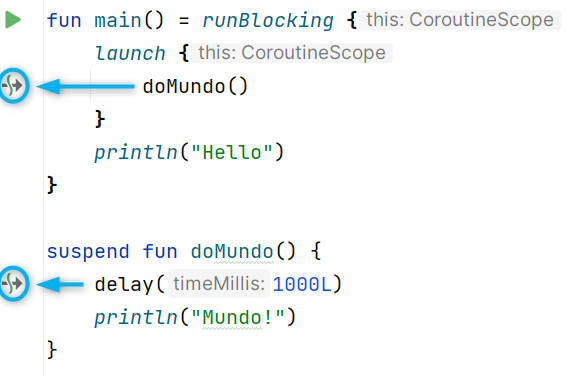 fun main() = runBlocking { this: CoroutineScope
launch { this: CoroutineScope
doMundo()
}
println("Hello")
}
suspend fun doMundo() {
delay( timeMillis: 1000L)
println("Mundo!")
}